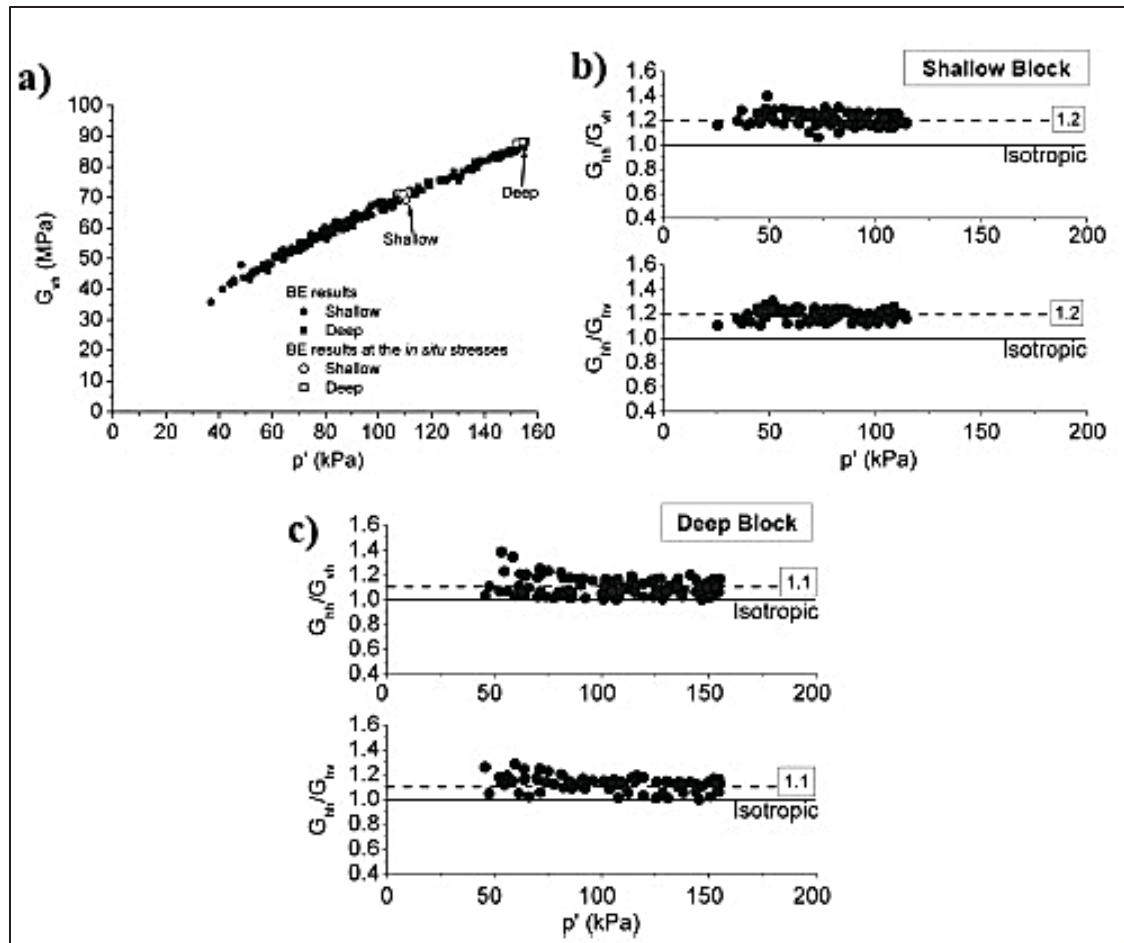 a)
100
90
80
70
60
50
40
30
20
10
0
G_vh (MPa)
Deep
Shallow
BE results
Shallow
Deep
BE results at the in situ stresses
Shallow
Deep
0 20 40 60 80 100 120 140 160
p' (kPa)
b)
Shallow Block
1.6
1.4
1.2
1.0
0.8
0.6
0.4
G_hh/G_vh
1.2
Isotropic
0 50 100 150 200
1.6
1.4
1.2
1.0
0.8
0.6
0.4
G_hh/G_hv
1.2
Isotropic
0 50 100 150 200
p' (kPa)
c)
Deep Block
1.6
1.4
1.2
1.0
0.8
0.6
0.4
G_hh/G_vh
1.1
Isotropic
0 50 100 150 200
1.6
1.4
1.2
1.0
0.8
0.6
0.4
G_hh/G_hv
1.1
Isotropic
0 50 100 150 200
p' (kPa)